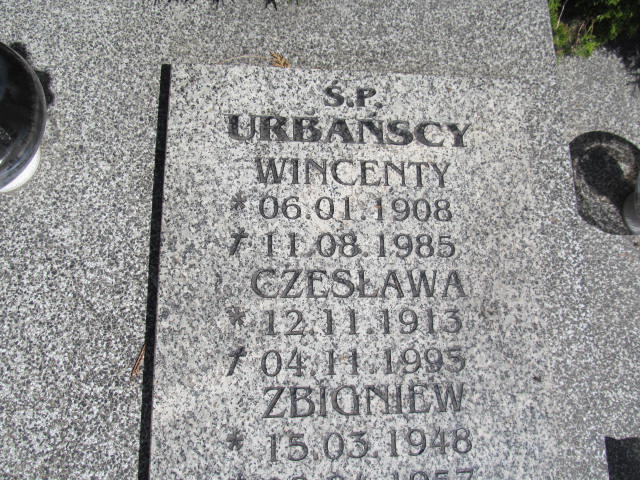 Ś.P.
URBAŃSCY
WINCENTY
* 06.01.1908
† 11.08.1985
CZESŁAWA
* 12.11.1913
† 04.11.1995
ZBIGNIEW
* 15.03.1948